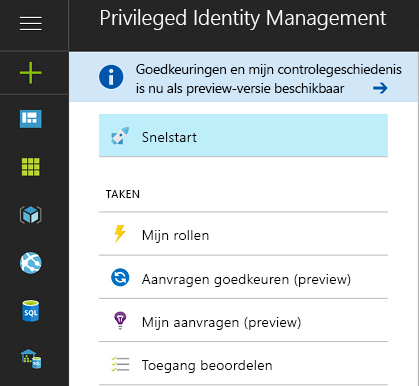 Privileged Identity Management
Goedkeuringen en mijn controlegeschiedenis
is nu als preview-versie beschikbaar
Snelstart
TAKEN
Mijn rollen
Aanvragen goedkeuren (preview)
Mijn aanvragen (preview)
SQL
Toegang beoordelen